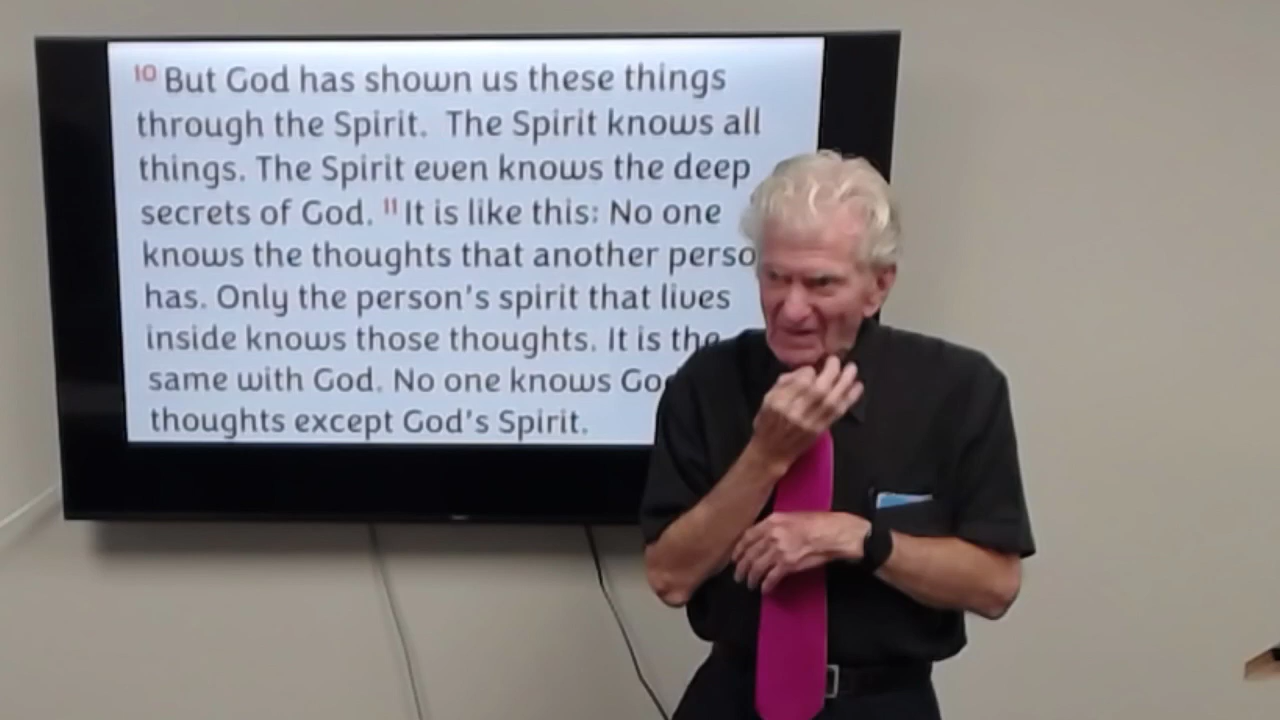 10 But God has shown us these things
through the Spirit. The Spirit knows all
things. The Spirit even knows the deep
secrets of God. 11 It is like this: No one
knows the thoughts that another perso
has. Only the person's spirit that lives
inside knows those thoughts. It is the
same with God. No one knows Go
thoughts except God's Spirit.